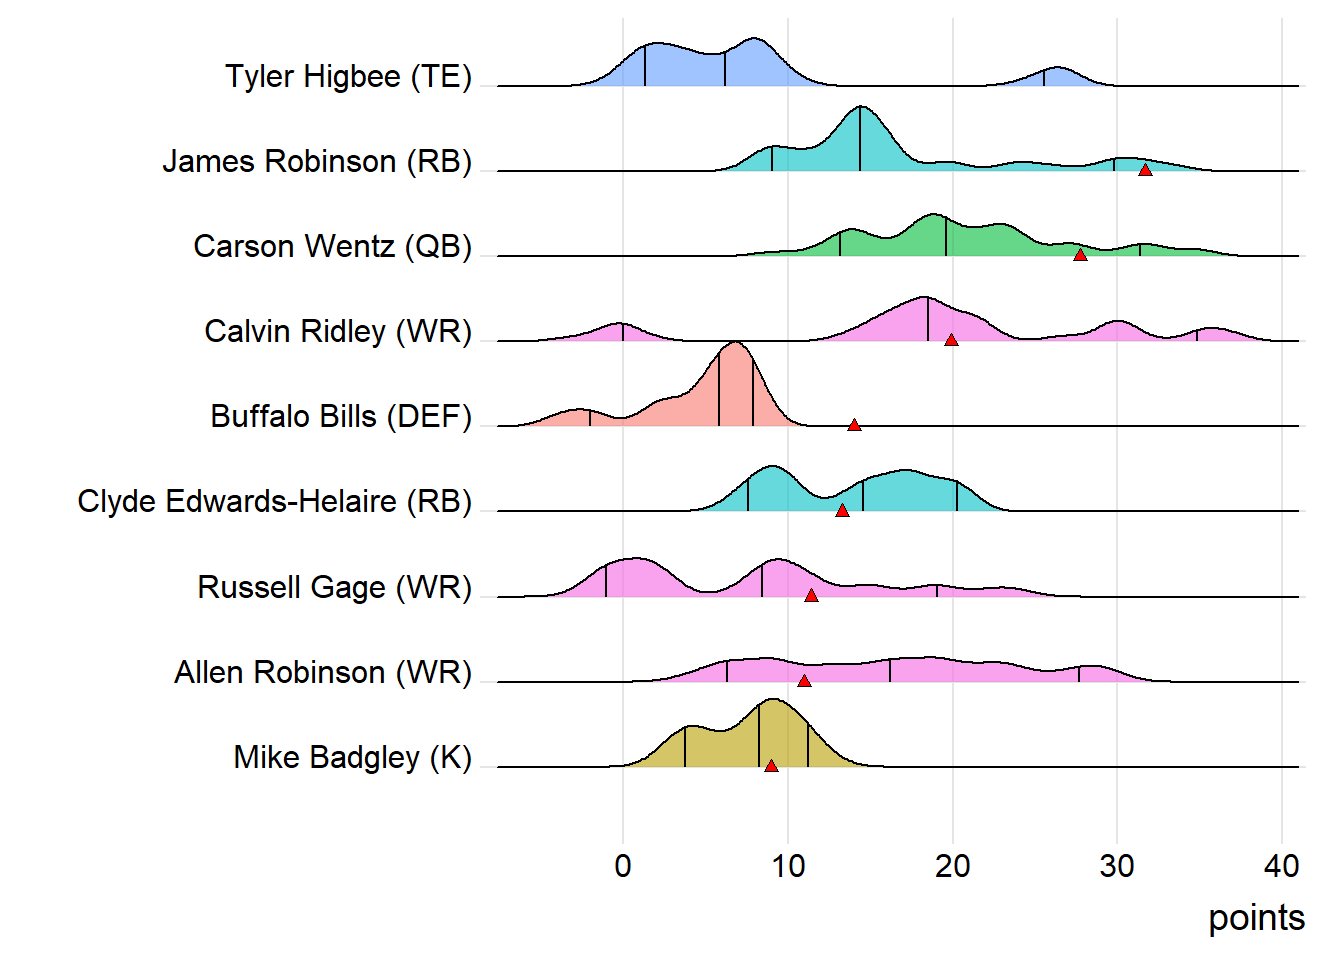 Tyler Higbee (TE)
James Robinson (RB)
Carson Wentz (QB)
Calvin Ridley (WR)
Buffalo Bills (DEF)
Clyde Edwards-Helaire (RB)
Russell Gage (WR)
Allen Robinson (WR)
Mike Badgley (K)
0 10 20 30 40
points